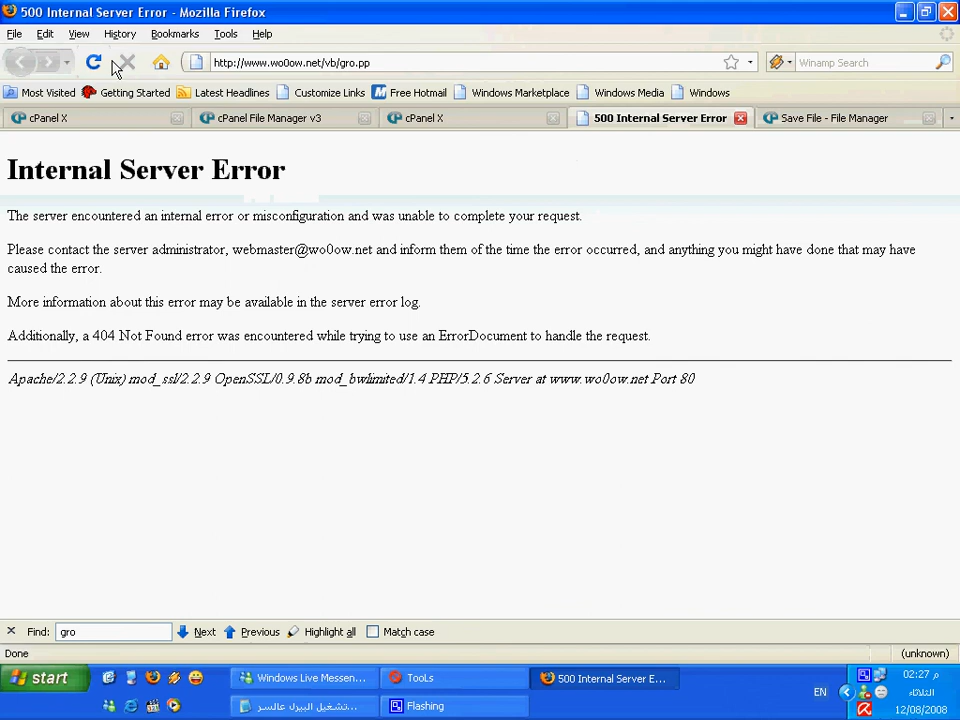 500 Internal Server Error - Mozilla Firefox
File Edit View History Bookmarks Tools Help
http://www.wo0ow.net/vb/gro.pp Winamp Search
Most Visited Getting Started Latest Headlines Customize Links Free Hotmail Windows Marketplace Windows Media Windows
cPanel X cPanel File Manager v3 cPanel X 500 Internal Server Error Save File - File Manager
Internal Server Error
The server encountered an internal error or misconfiguration and was unable to complete your request.
Please contact the server administrator, webmaster@wo0ow.net and inform them of the time the error occurred, and anything you might have done that may have
caused the error.
More information about this error may be available in the server error log.
Additionally, a 404 Not Found error was encountered while trying to use an ErrorDocument to handle the request.
Apache/2.2.9 (Unix) mod_ssl/2.2.9 OpenSSL/0.9.8b mod_bwlimited/1.4 PHP/5.2.6 Server at www.wo0ow.net Port 80
Find: gro Next Previous Highlight all Match case
Done (unknown)
start Windows Live Messen... TooLs 500 Internal Server E... 02:27 م
EN الثلاثاء
تشغيل البيرل عالسر... Flashing 12/08/2008